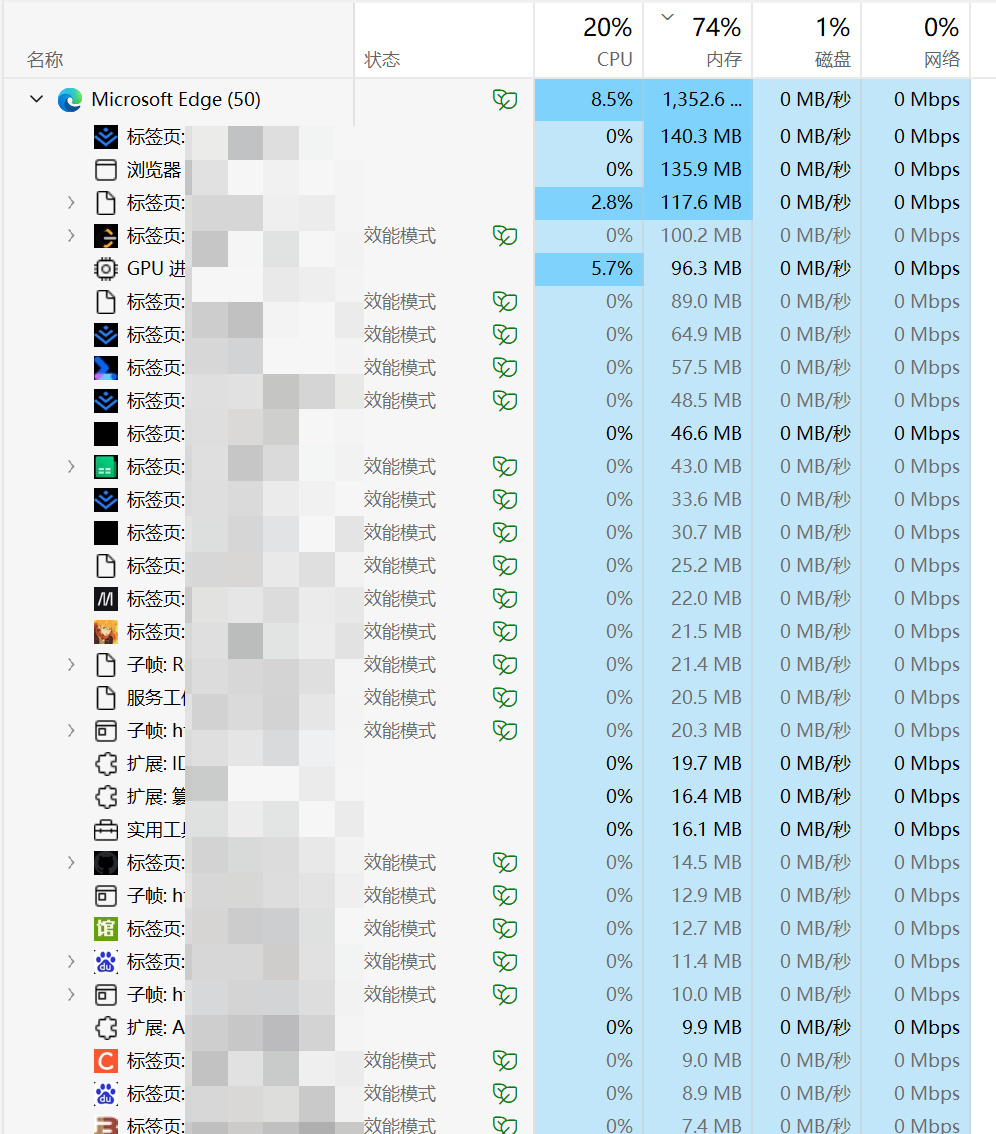 20% 74% 1% 0%
名称 状态 CPU 内存 磁盘 网络
Microsoft Edge (50) 8.5% 1,352.6 ... 0 MB/秒 0 Mbps
标签页: 0% 140.3 MB 0 MB/秒 0 Mbps
浏览器 0% 135.9 MB 0 MB/秒 0 Mbps
标签页: 2.8% 117.6 MB 0 MB/秒 0 Mbps
标签页: 效能模式 0% 100.2 MB 0 MB/秒 0 Mbps
GPU 进 5.7% 96.3 MB 0 MB/秒 0 Mbps
标签页: 效能模式 0% 89.0 MB 0 MB/秒 0 Mbps
标签页: 效能模式 0% 64.9 MB 0 MB/秒 0 Mbps
标签页: 效能模式 0% 57.5 MB 0 MB/秒 0 Mbps
标签页: 效能模式 0% 48.5 MB 0 MB/秒 0 Mbps
标签页: 0% 46.6 MB 0 MB/秒 0 Mbps
标签页: 效能模式 0% 43.0 MB 0 MB/秒 0 Mbps
标签页: 效能模式 0% 33.6 MB 0 MB/秒 0 Mbps
标签页: 效能模式 0% 30.7 MB 0 MB/秒 0 Mbps
标签页: 效能模式 0% 25.2 MB 0 MB/秒 0 Mbps
M 标签页: 效能模式 0% 22.0 MB 0 MB/秒 0 Mbps
标签页: 效能模式 0% 21.5 MB 0 MB/秒 0 Mbps
子帧: R 效能模式 0% 21.4 MB 0 MB/秒 0 Mbps
服务工 效能模式 0% 20.5 MB 0 MB/秒 0 Mbps
子帧: h 效能模式 0% 20.3 MB 0 MB/秒 0 Mbps
扩展: ID 0% 19.7 MB 0 MB/秒 0 Mbps
扩展: 篡 0% 16.4 MB 0 MB/秒 0 Mbps
实用工具 0% 16.1 MB 0 MB/秒 0 Mbps
标签页: 效能模式 0% 14.5 MB 0 MB/秒 0 Mbps
子帧: h 效能模式 0% 12.9 MB 0 MB/秒 0 Mbps
馆 标签页: 效能模式 0% 12.7 MB 0 MB/秒 0 Mbps
du 标签页: 效能模式 0% 11.4 MB 0 MB/秒 0 Mbps
子帧: h 效能模式 0% 10.0 MB 0 MB/秒 0 Mbps
扩展: A 0% 9.9 MB 0 MB/秒 0 Mbps
C 标签页: 效能模式 0% 9.0 MB 0 MB/秒 0 Mbps
du 标签页: 效能模式 0% 8.9 MB 0 MB/秒 0 Mbps
标签页: 效能模式 0% 7.4 MB 0 MB/秒 0 Mbps